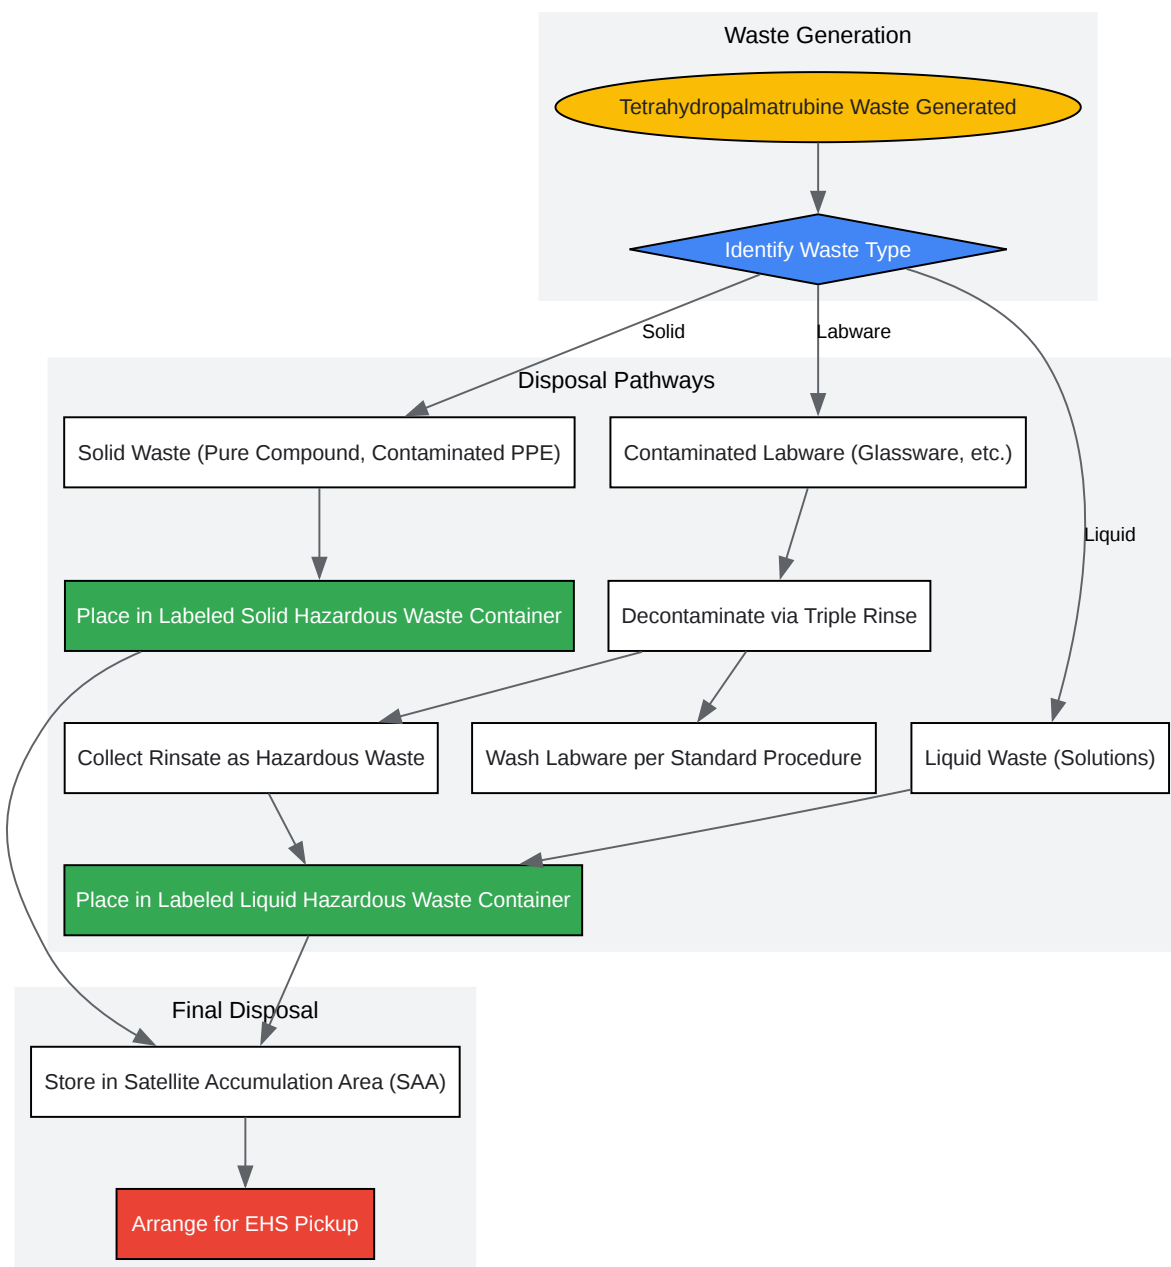 Waste Generation
Tetrahydropalmatrubine Waste Generated
Identify Waste Type
Solid
Labware
Disposal Pathways
Solid Waste (Pure Compound, Contaminated PPE)
Contaminated Labware (Glassware, etc.)
Liquid
Place in Labeled Solid Hazardous Waste Container
Decontaminate via Triple Rinse
Collect Rinsate as Hazardous Waste
Wash Labware per Standard Procedure
Liquid Waste (Solutions)
Place in Labeled Liquid Hazardous Waste Container
Final Disposal
Store in Satellite Accumulation Area (SAA)
Arrange for EHS Pickup